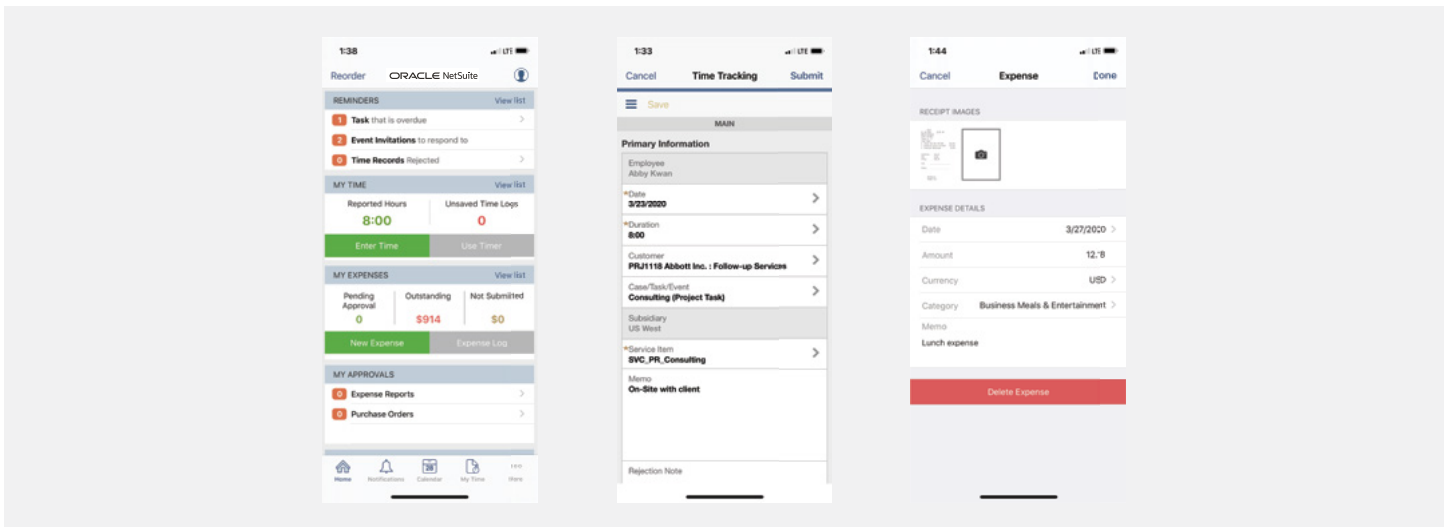 1:38
LTE
Reorder ORACLE NetSuite
REMINDERS View list
1 Task that is overdue
2 Event Invitations to respond to
0 Time Records Rejected
MY TIME View list
Reported Hours Unsaved Time Logs
8:00 0
Enter Time Use Timer
MY EXPENSES View list
Pending Approval Outstanding Not Submitted
0 $914 $0
New Expense Expense Log
MY APPROVALS
0 Expense Reports
0 Purchase Orders
Home Notifications Calendar My Time More
1:33
LTE
Cancel Time Tracking Submit
Save
MAIN
Primary Information
Employee
Abby Kwan
*Date
3/23/2020
*Duration
8:00
Customer
PRJ1118 Abbott Inc. : Follow-up Services
Case/Task/Event
Consulting (Project Task)
Subsidiary
US West
*Service Item
SVC_PR_Consulting
Memo
On-Site with client
Rejection Note
1:44
LTE
Cancel Expense Done
RECEIPT IMAGES
EXPENSE DETAILS
Date 3/27/2020
Amount
Currency USD
Category Business Meals & Entertainment
Memo
Lunch expense
Delete Expense